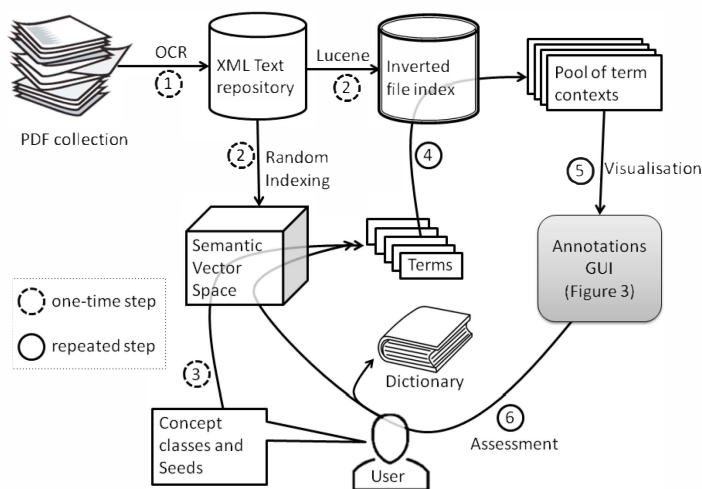 OCR
1
PDF collection
XML Text
repository
Lucene
2
Inverted
file index
Pool of term
contexts
2
Random
Indexing
4
5
Visualisation
Semantic
Vector
Space
Terms
Annotations
GUI
(Figure 3)
one-time step
repeated step
3
Dictionary
Concept
classes and
Seeds
User
6
Assessment